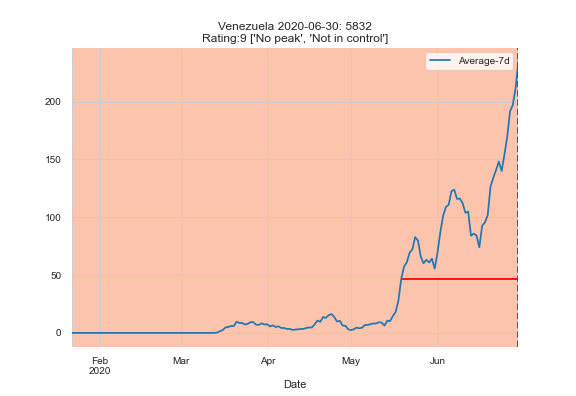 Venezuela 2020-06-30: 5832
Rating:9 ['No peak', 'Not in control']
Average-7d
200
150
100
50
0
Feb Mar Apr May Jun
2020
Date